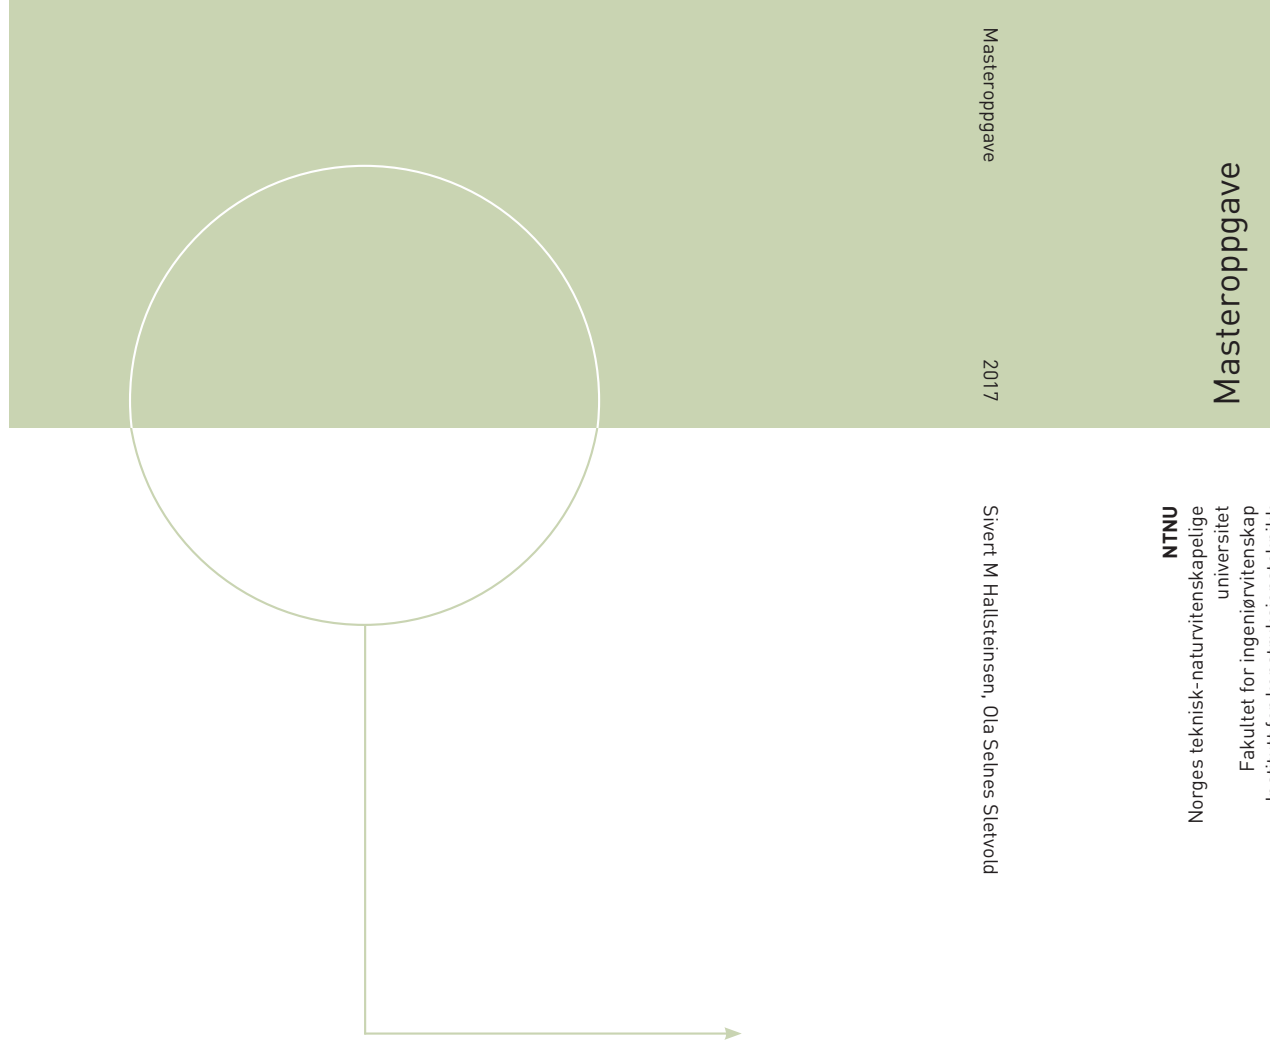 Masteroppgave
2017
Sivert M Hallsteinsen, Ola Selnes Sletvold
Masteroppgave
NTNU
Norges teknisk-naturvitenskapelige
universitet
Fakultet for ingeniørvitenskap